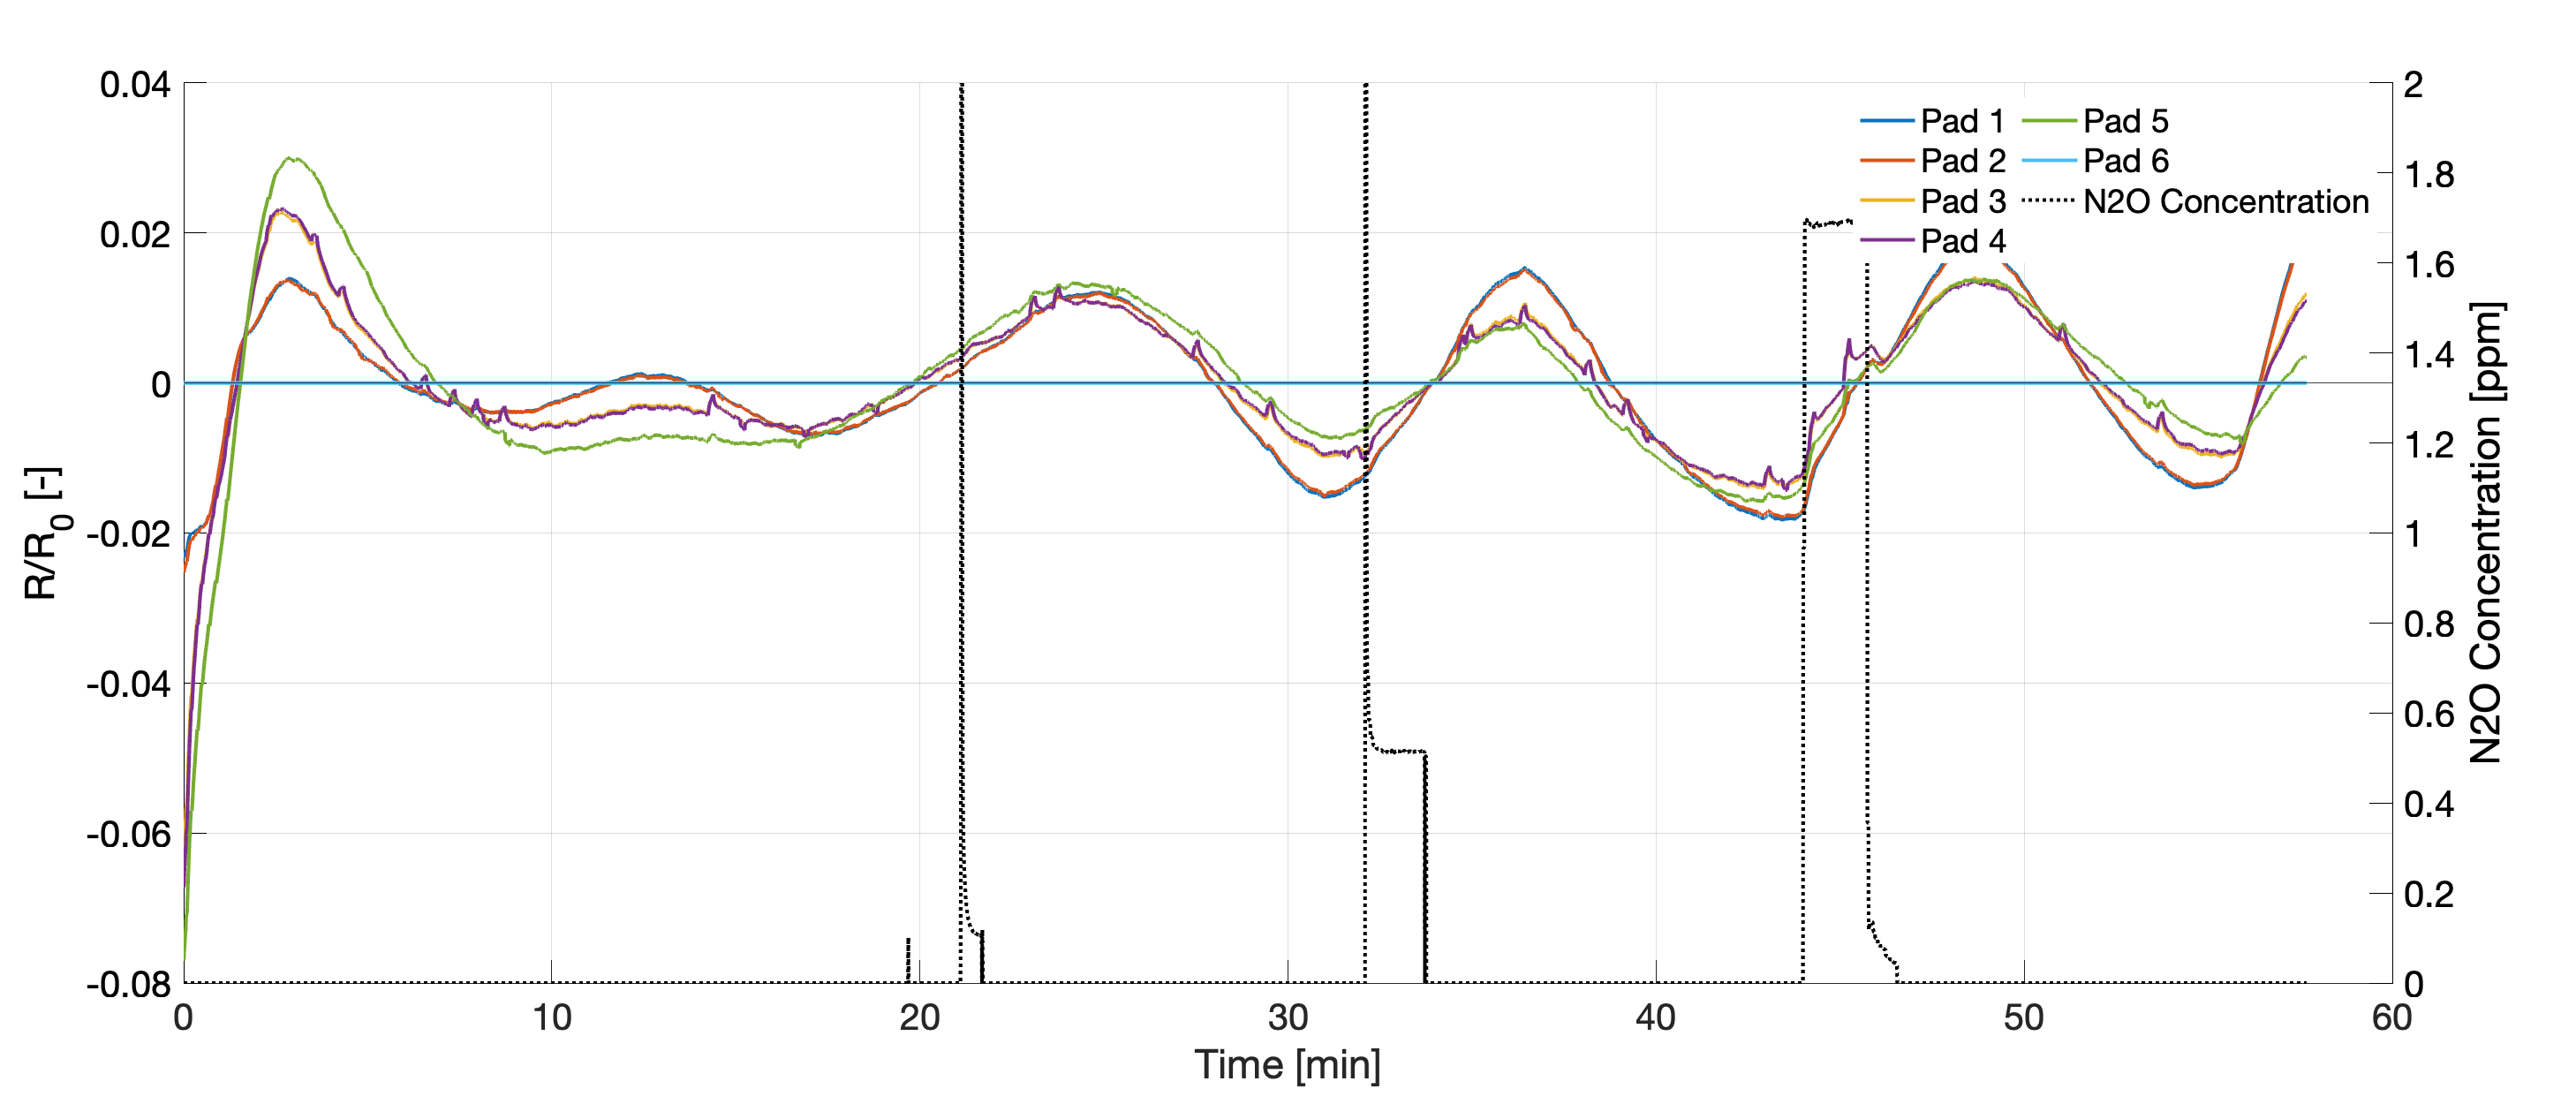 0.04
0.02
0
-0.02
-0.04
-0.06
-0.08
R/R0 [-]
0
10
20
30
40
50
60
Time [min]
2
1.8
1.6
1.4
1.2
1
0.8
0.6
0.4
0.2
0
N2O Concentration [ppm]
Pad 1
Pad 2
Pad 3
Pad 4
Pad 5
Pad 6
N2O Concentration